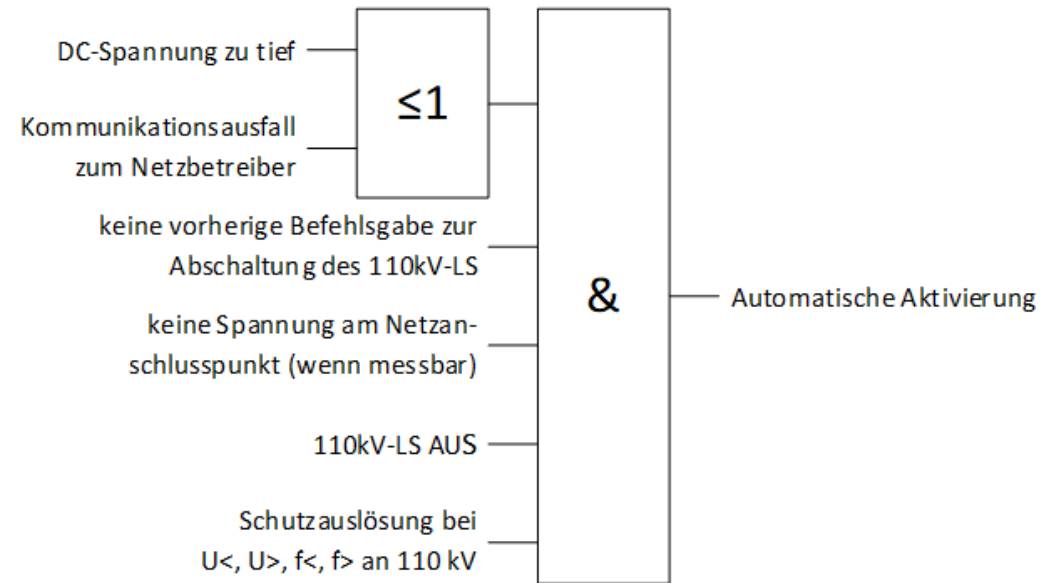 DC-Spannung zu tief
≤1
Kommunikationsausfall
zum Netzbetreiber
keine vorherige Befehlsgabe zur
Abschaltung des 110kV-LS
&
Automatische Aktivierung
keine Spannung am Netzan-
schlusspunkt (wenn messbar)
110kV-LS AUS
Schutzauslösung bei
U<, U>, f<, f> an 110 kV